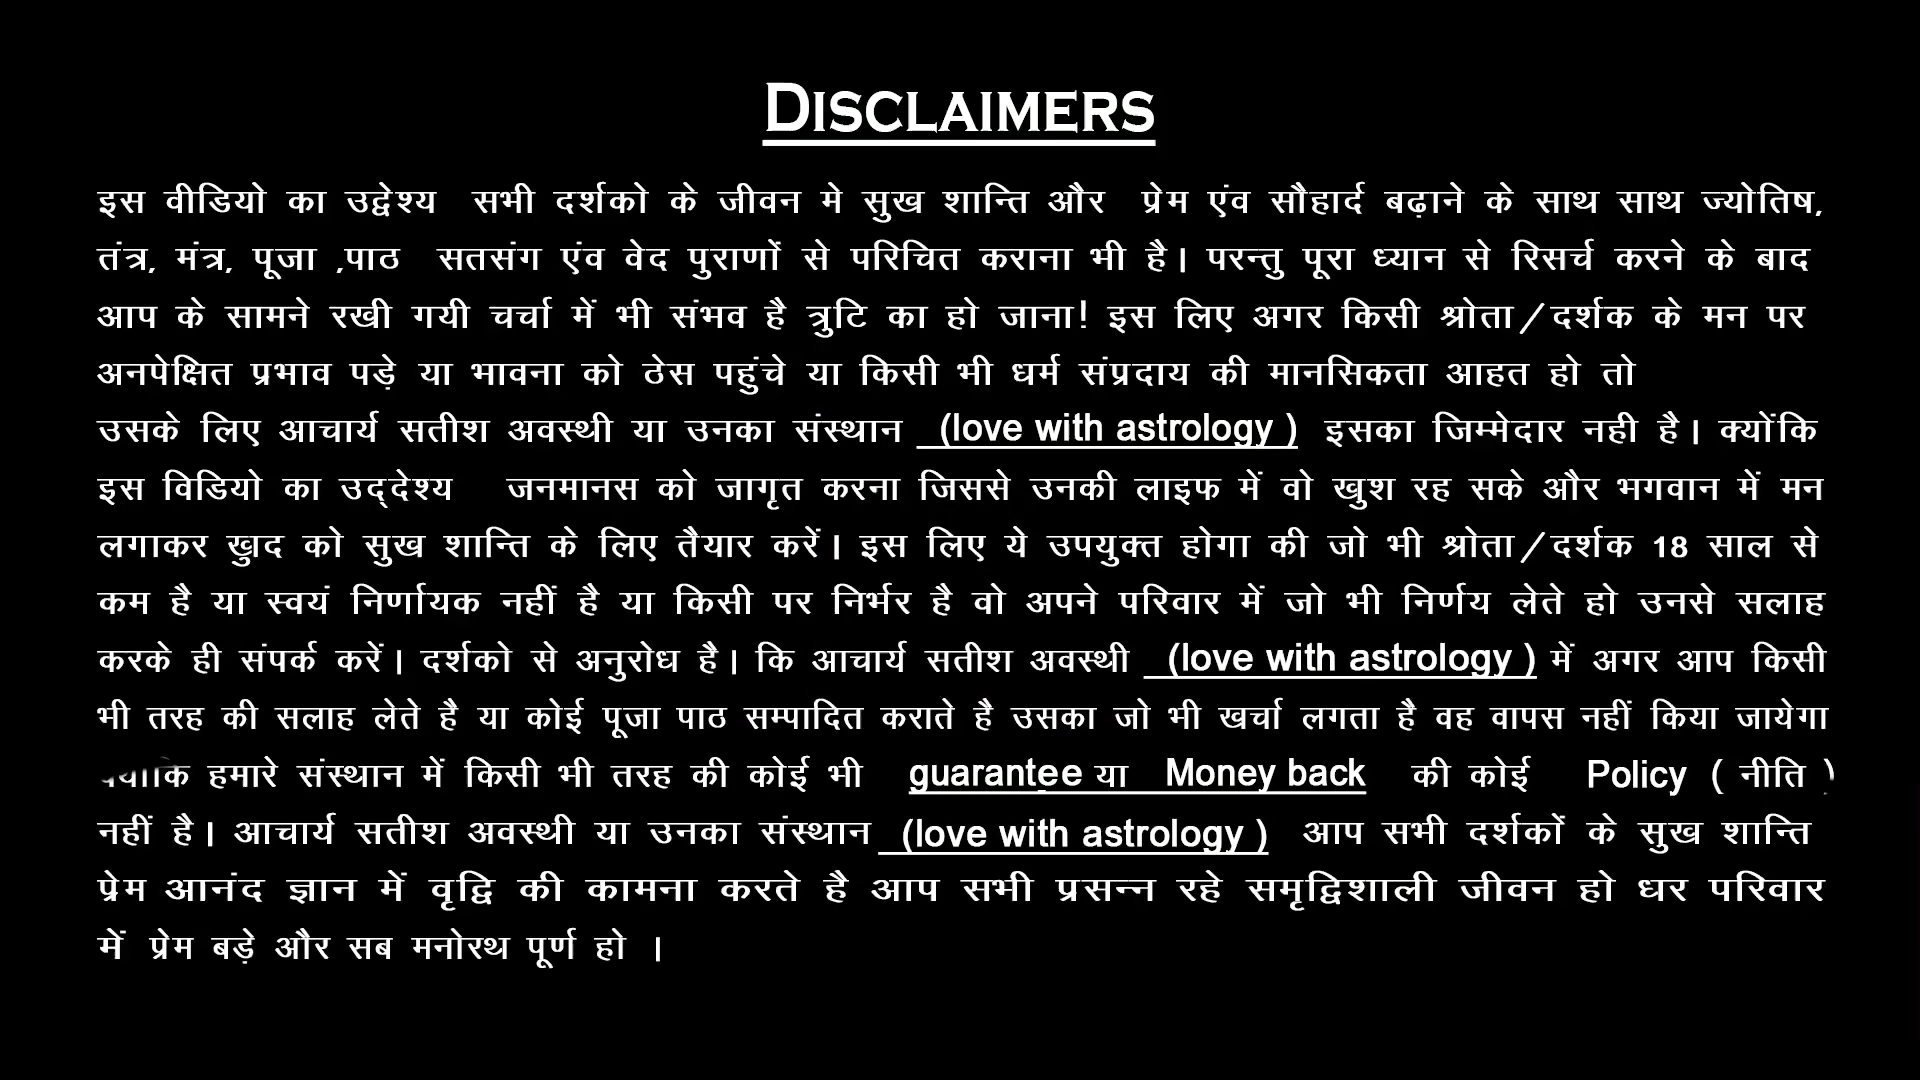 DISCLAIMERS
इस वीडियो का उद्वेश्य सभी दर्शको के जीवन मे सुख शान्ति और प्रेम एंव सौहार्द बढ़ाने के साथ साथ ज्योतिष,
तंत्र, मंत्र, पूजा ,पाठ सतसंग एंव वेद पुराणों से परिचित कराना भी है। परन्तु पूरा ध्यान से रिसर्च करने के बाद
आप के सामने रखी गयी चर्चा में भी संभव है त्रुटि का हो जाना! इस लिए अगर किसी श्रोता/दर्शक के मन पर
अनपेक्षित प्रभाव पड़े या भावना को ठेस पहुंचे या किसी भी धर्म संप्रदाय की मानसिकता आहत हो तो
उसके लिए आचार्य सतीश अवस्थी या उनका संस्थान (love with astrology ) इसका जिम्मेदार नही है। क्योंकि
इस विडियो का उद्देश्य जनमानस को जागृत करना जिससे उनकी लाइफ में वो खुश रह सके और भगवान में मन
लगाकर खुद को सुख शान्ति के लिए तैयार करें। इस लिए ये उपयुक्त होगा की जो भी श्रोता/दर्शक 18 साल से
कम है या स्वयं निर्णायक नहीं है या किसी पर निर्भर है वो अपने परिवार में जो भी निर्णय लेते हो उनसे सलाह
करके ही संपर्क करें। दर्शको से अनुरोध है। कि आचार्य सतीश अवस्थी (love with astrology ) में अगर आप किसी
भी तरह की सलाह लेते है या कोई पूजा पाठ सम्पादित कराते है उसका जो भी खर्चा लगता है वह वापस नहीं किया जायेगा
हमारे संस्थान में किसी भी तरह की कोई भी guarantee या Money back की कोई Policy ( नीति )
नहीं है। आचार्य सतीश अवस्थी या उनका संस्थान (love with astrology ) आप सभी दर्शकों के सुख शान्ति
प्रेम आनंद ज्ञान में वृद्वि की कामना करते है आप सभी प्रसन्न रहे समृद्विशाली जीवन हो धर परिवार
में प्रेम बड़े और सब मनोरथ पूर्ण हो ।